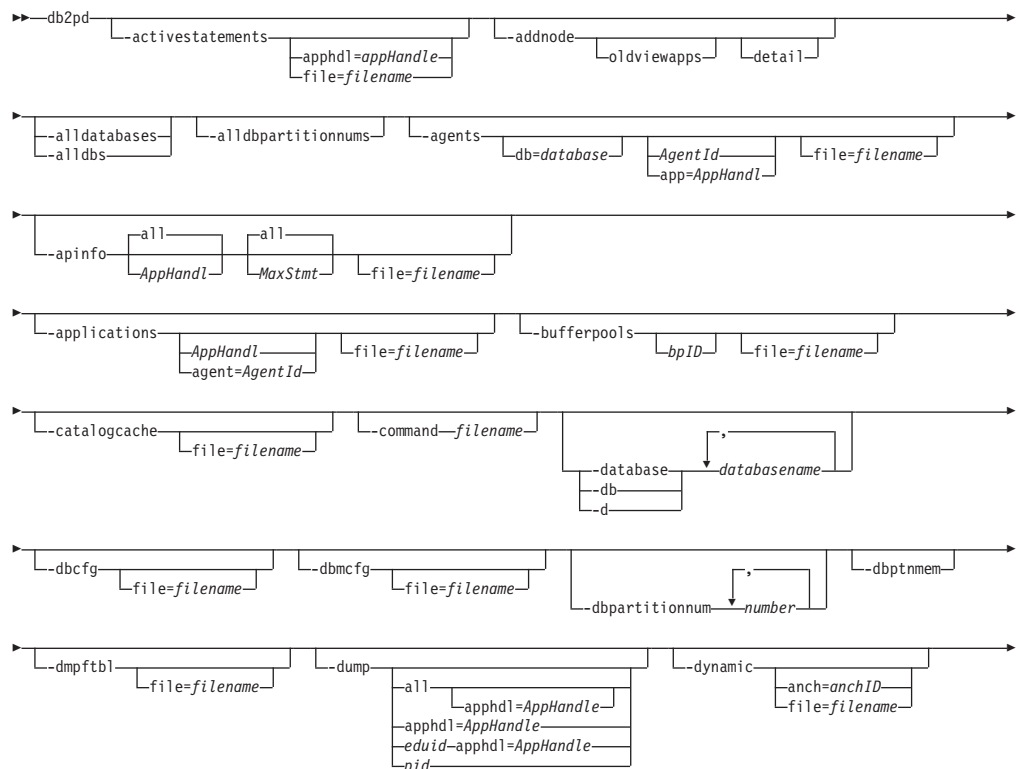 db2pd
-activestatements
apphdl=appHandle
file=filename
-addnode
oldviewapps
detail
-alldatabases
-alldbs
-alldbpartitionnums
-agents
db=database
AgentId
app=AppHandl
file=filename
-apinfo
all
AppHandl
all
MaxStmt
file=filename
-applications
AppHandl
agent=AgentId
file=filename
-bufferpools
bpID
file=filename
-catalogcache
file=filename
-command filename
-database
-db
-d
,
databasename
-dbcfg
file=filename
-dbmcfg
file=filename
-dbpartitionnum
,
number
-dbptnmem
-dmpftbl
file=filename
-dump
all
apphdl=AppHandle
apphdl=AppHandle
eduid apphdl=AppHandle
pid
-dynamic
anch=anchID
file=filename